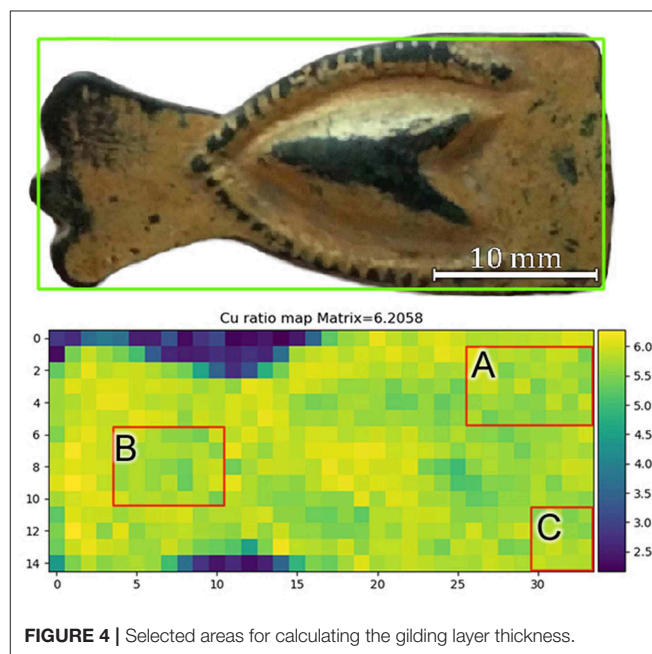 10 mm
Cu ratio map Matrix=6.2058
0
2
4
6
8
10
12
14
A
B
C
6.0
5.5
5.0
4.5
4.0
3.5
3.0
2.5
0 5 10 15 20 25 30
FIGURE 4 | Selected areas for calculating the gilding layer thickness.